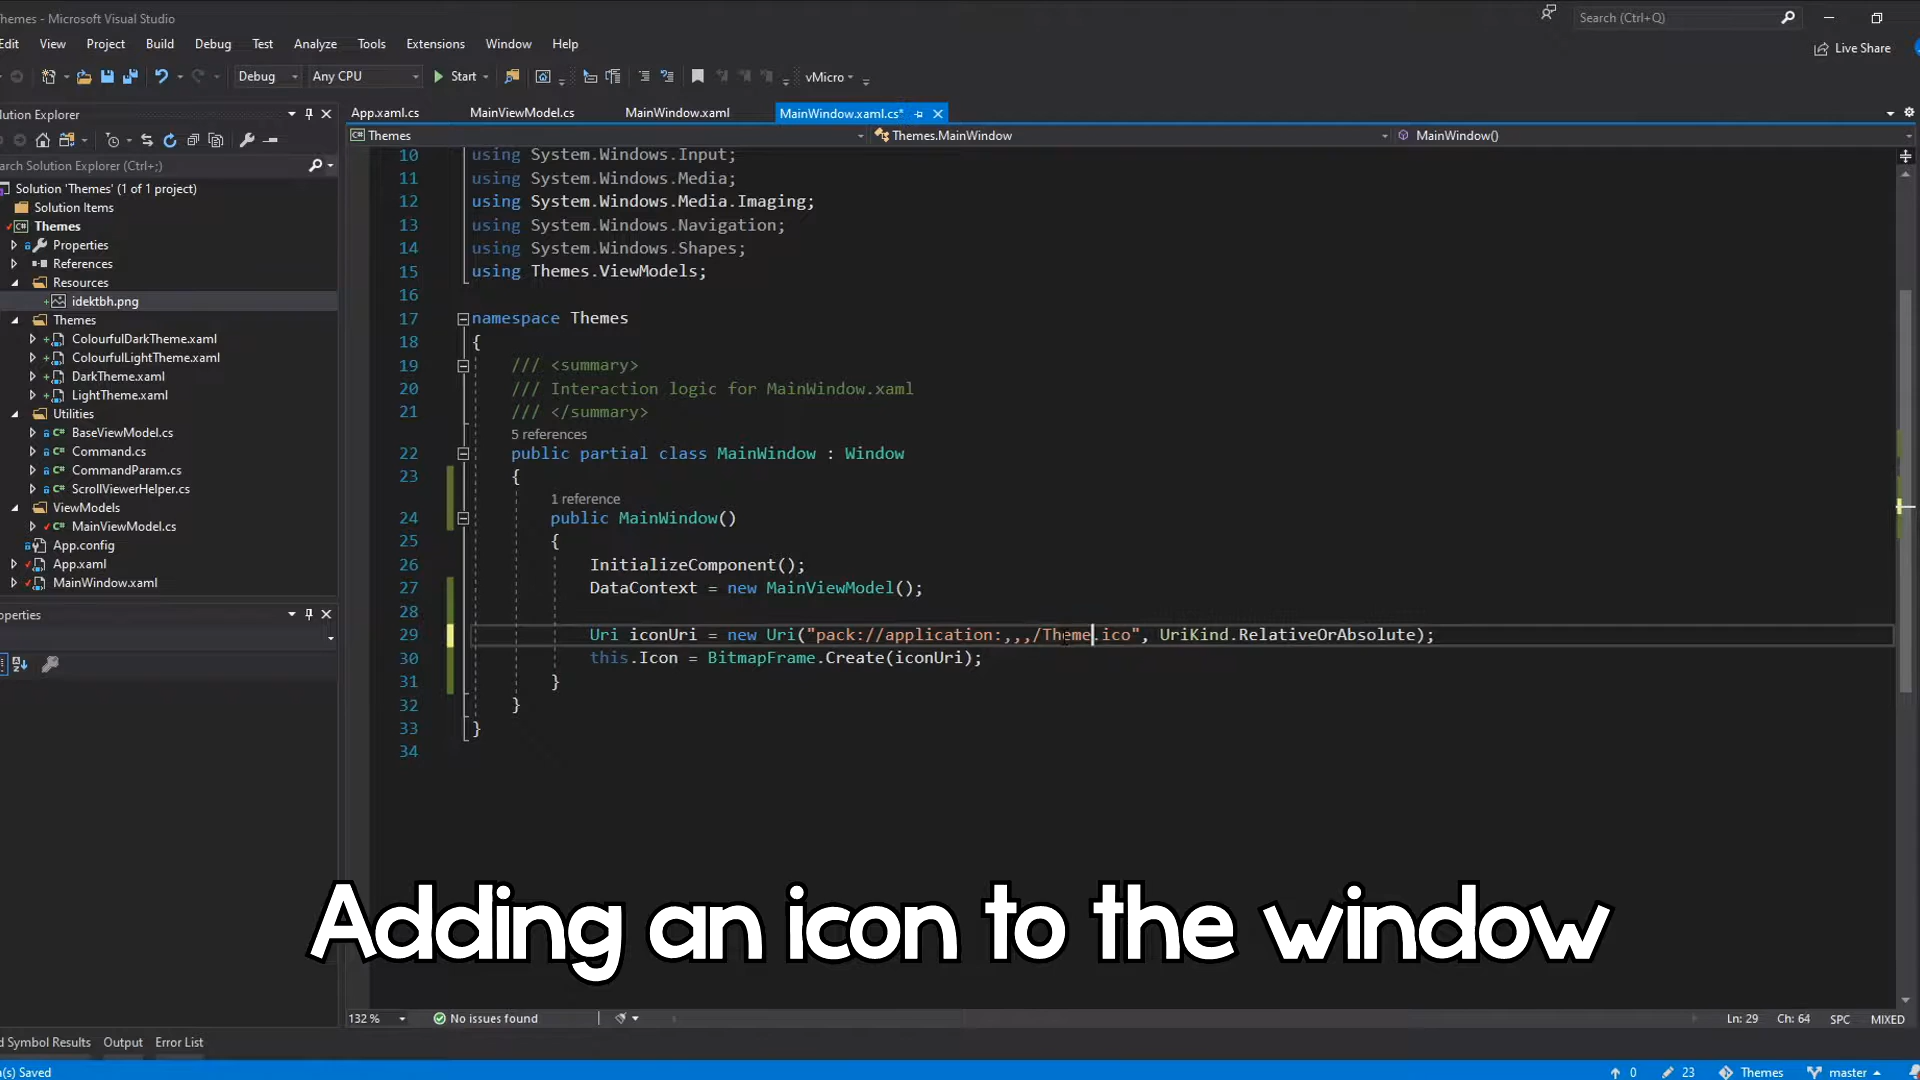 Themes - Microsoft Visual Studio
Search (Ctrl+Q)
Edit View Project Build Debug Test Analyze Tools Extensions Window Help
Live Share
Debug Any CPU Start vMicro
olution Explorer
App.xaml.cs MainViewModel.cs MainWindow.xaml MainWindow.xaml.cs*
Themes Themes.MainWindow MainWindow()
earch Solution Explorer (Ctrl+;)
Solution 'Themes' (1 of 1 project)
Solution Items
Themes
Properties
References
Resources
idektbh.png
Themes
ColourfulDarkTheme.xaml
ColourfulLightTheme.xaml
DarkTheme.xaml
LightTheme.xaml
Utilities
BaseViewModel.cs
Command.cs
CommandParam.cs
ScrollViewerHelper.cs
ViewModels
MainViewModel.cs
App.config
App.xaml
MainWindow.xaml
operties
10 using System.Windows.Input;
11 using System.Windows.Media;
12 using System.Windows.Media.Imaging;
13 using System.Windows.Navigation;
14 using System.Windows.Shapes;
15 using Themes.ViewModels;
16
17 namespace Themes
18 {
19 /// <summary>
20 /// Interaction logic for MainWindow.xaml
21 /// </summary>
5 references
22 public partial class MainWindow : Window
23 {
1 reference
24 public MainWindow()
25 {
26 InitializeComponent();
27 DataContext = new MainViewModel();
28
29 Uri iconUri = new Uri("pack://application:,,,/Theme.ico", UriKind.RelativeOrAbsolute);
30 this.Icon = BitmapFrame.Create(iconUri);
31 }
32 }
33 }
34
Adding an icon to the window
132 % No issues found Ln: 29 Ch: 64 SPC MIXED
d Symbol Results Output Error List
(s) Saved 0 23 Themes master